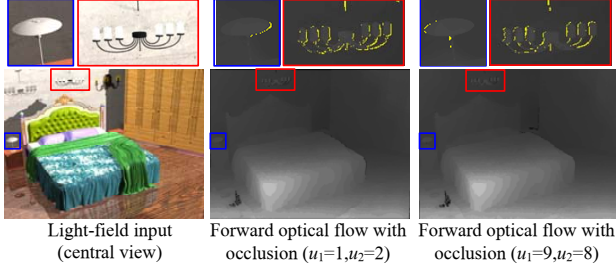 Light-field input
(central view)
Forward optical flow with
occlusion (u₁=1,u₂=2)
Forward optical flow with
occlusion (u₁=9,u₂=8)